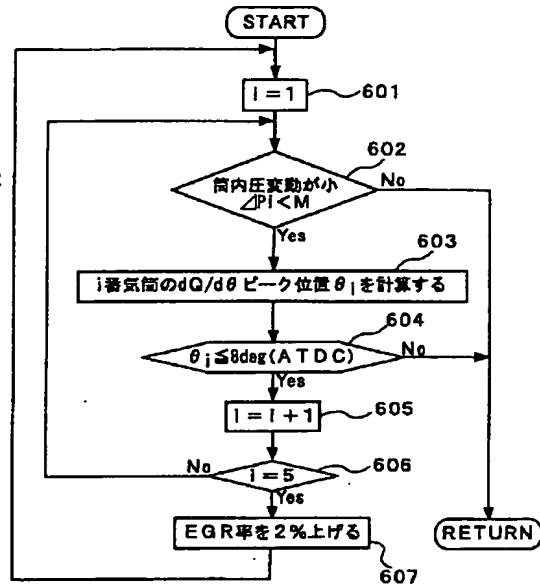 START
i=1
601
602
筒内圧変動が小
⊿Pi<M
No
Yes
603
i番気筒のdQ/dθピーク位置θiを計算する
604
θi≦8deg(ATDC)
No
Yes
i=i+1
605
606
No
i=5
Yes
EGR率を2%上げる
RETURN
607